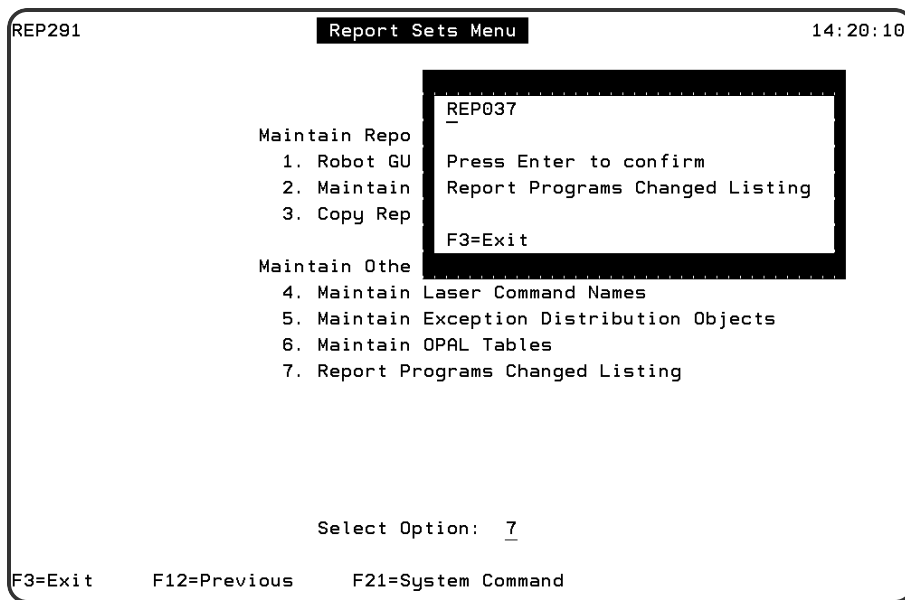 REP291 Report Sets Menu 14:20:10
REP037
Maintain Repo
1. Robot GU
Press Enter to confirm
2. Maintain
Report Programs Changed Listing
3. Copy Rep
F3=Exit
Maintain Othe
4. Maintain Laser Command Names
5. Maintain Exception Distribution Objects
6. Maintain OPAL Tables
7. Report Programs Changed Listing
Select Option: 7
F3=Exit F12=Previous F21=System Command